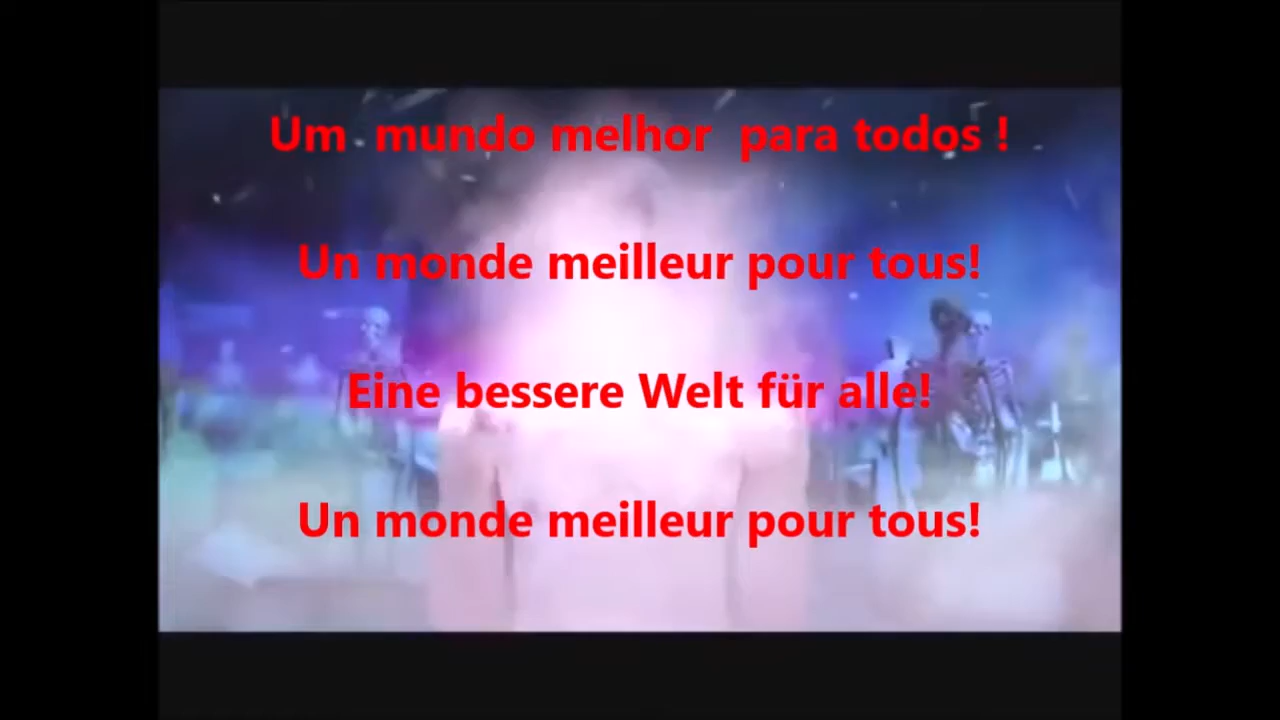 Um mundo melhor para todos !
Un monde meilleur pour tous!
Eine bessere Welt für alle!
Un monde meilleur pour tous!